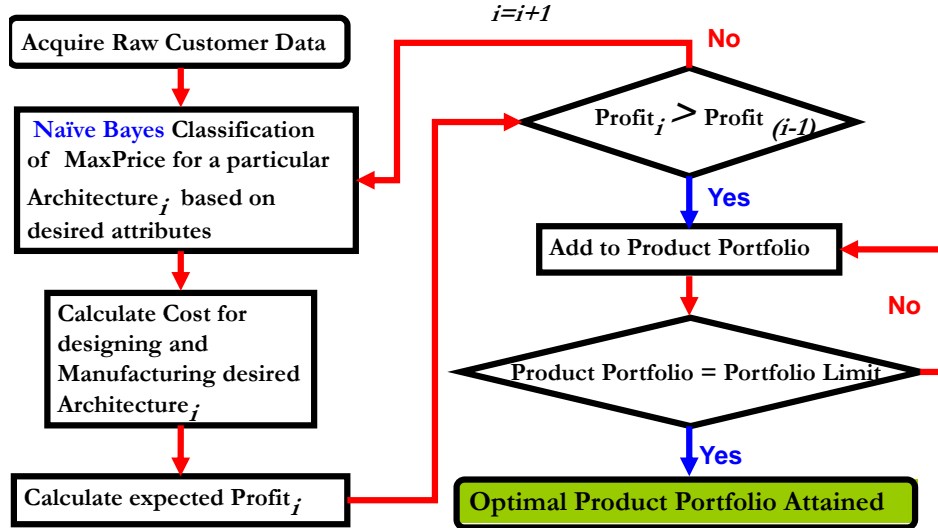 Acquire Raw Customer Data
Naïve Bayes Classification
of MaxPrice for a particular
Architecture i based on
desired attributes
Calculate Cost for
designing and
Manufacturing desired
Architecture i
Calculate expected Profit i
i=i+1
No
Profit i > Profit (i-1)
Yes
Add to Product Portfolio
No
Product Portfolio = Portfolio Limit
Yes
Optimal Product Portfolio Attained